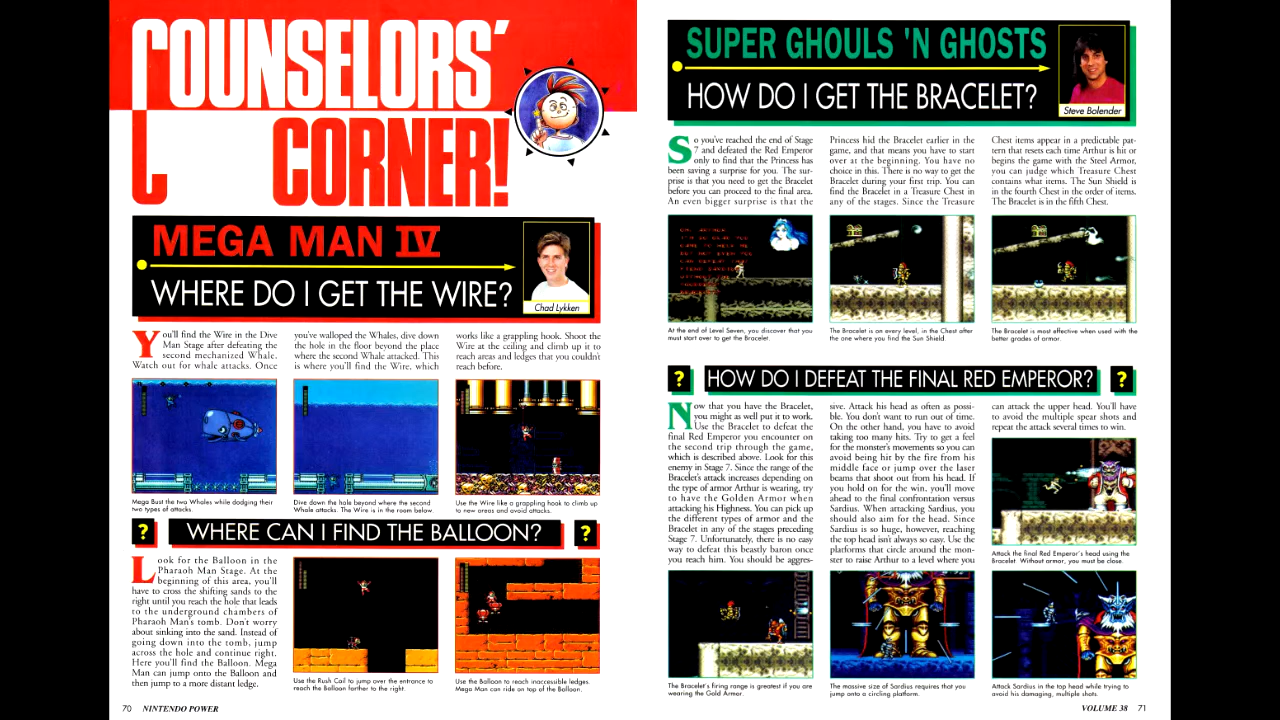 COUNSELORS'
CORNER!
MEGA MAN IV
WHERE DO I GET THE WIRE?
Chad Lykken
You'll find the Wire in the Dive
Man Stage after defeating the
second mechanized Whale.
Watch out for whale attacks. Once
you've walloped the Whales, dive down
the hole in the floor beyond the place
where the second Whale attacked. This
is where you'll find the Wire, which
works like a grappling hook. Shoot the
Wire at the ceiling and climb up it to
reach areas and ledges that you couldn't
reach before.
Mega Bust the two Whales while dodging their
two types of attacks.
Dive down the hole beyond where the second
Whale attacks. The Wire is in the room below.
Use the Wire like a grappling hook to climb up
to new areas and avoid attacks.
? WHERE CAN I FIND THE BALLOON? ?
Look for the Balloon in the
Pharaoh Man Stage. At the
beginning of this area, you'll
have to cross the shifting sands to the
right until you reach the hole that leads
to the underground chambers of
Pharaoh Man's tomb. Don't worry
about sinking into the sand. Instead of
going down into the tomb, jump
across the hole and continue right.
Here you'll find the Balloon. Mega
Man can jump onto the Balloon and
then jump to a more distant ledge.
Use the Rush Coil to jump over the entrance to
reach the Balloon farther to the right.
Use the Balloon to reach inaccessible ledges.
Mega Man can ride on top of the Balloon.
70 NINTENDO POWER
SUPER GHOULS 'N GHOSTS
HOW DO I GET THE BRACELET?
Steve Bolender
So you've reached the end of Stage
7 and defeated the Red Emperor
only to find that the Princess has
been saving a surprise for you. The sur-
prise is that you need to get the Bracelet
before you can proceed to the final area.
An even bigger surprise is that the
Princess hid the Bracelet earlier in the
game, and that means you have to start
over at the beginning. You have no
choice in this. There is no way to get the
Bracelet during your first trip. You can
find the Bracelet in a Treasure Chest in
any of the stages. Since the Treasure
Chest items appear in a predictable pat-
tern that resets each time Arthur is hit or
begins the game with the Steel Armor,
you can judge which Treasure Chest
contains what items. The Sun Shield is
in the fourth Chest in the order of items.
The Bracelet is in the fifth Chest.
At the end of Level Seven, you discover that you
must start over to get the Bracelet.
The Bracelet is on every level, in the Chest after
the one where you find the Sun Shield
The Bracelet is most effective when used with the
better grades of armor.
? HOW DO I DEFEAT THE FINAL RED EMPEROR? ?
Now that you have the Bracelet,
you might as well put it to work.
Use the Bracelet to defeat the
final Red Emperor you encounter on
the second trip through the game,
which is described above. Look for this
enemy in Stage 7. Since the range of the
Bracelet's attack increases depending on
the type of armor Arthur is wearing, try
to have the Golden Armor when
attacking his Highness. You can pick up
the different types of armor and the
Bracelet in any of the stages preceding
Stage 7. Unfortunately, there is no easy
way to defeat this beastly baron once
you reach him. You should be aggres-
sive. Attack his head as often as possi-
ble. You don't want to run out of time.
On the other hand, you have to avoid
taking too many hits. Try to get a feel
for the monster's movements so you can
avoid being hit by the fire from his
middle face or jump over the laser
beams that shoot out from his head. If
you hold on for the win, you'll move
ahead to the final confrontation versus
Sardius. When attacking Sardius, you
should also aim for the head. Since
Sardius is so huge, however, reaching
the top head isn't always so easy. Use the
platforms that circle around the mon-
ster to raise Arthur to a level where you
can attack the upper head. You'll have
to avoid the multiple spear shots and
repeat the attack several times to win.
Attack the final Red Emperor's head using the
Bracelet. Without armor, you must be close.
The Bracelet's firing range is greatest if you are
wearing the Gold Armor.
The massive size of Sardius requires that you
jump onto a circling platform.
Attack Sardius in the top head while trying to
avoid his damaging, multiple shots.
VOLUME 38 71